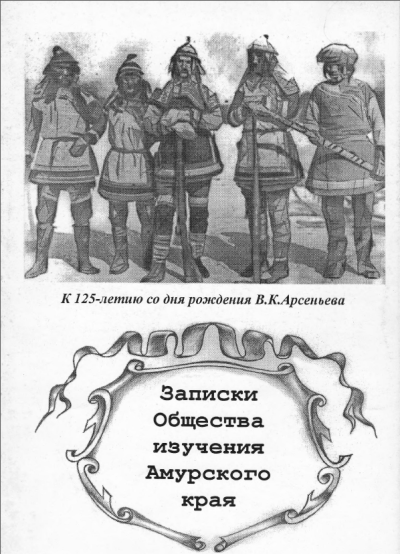 К 125-летию со дня рождения В.К.Арсеньева
Записки
Общества
изучения
Амурского
края